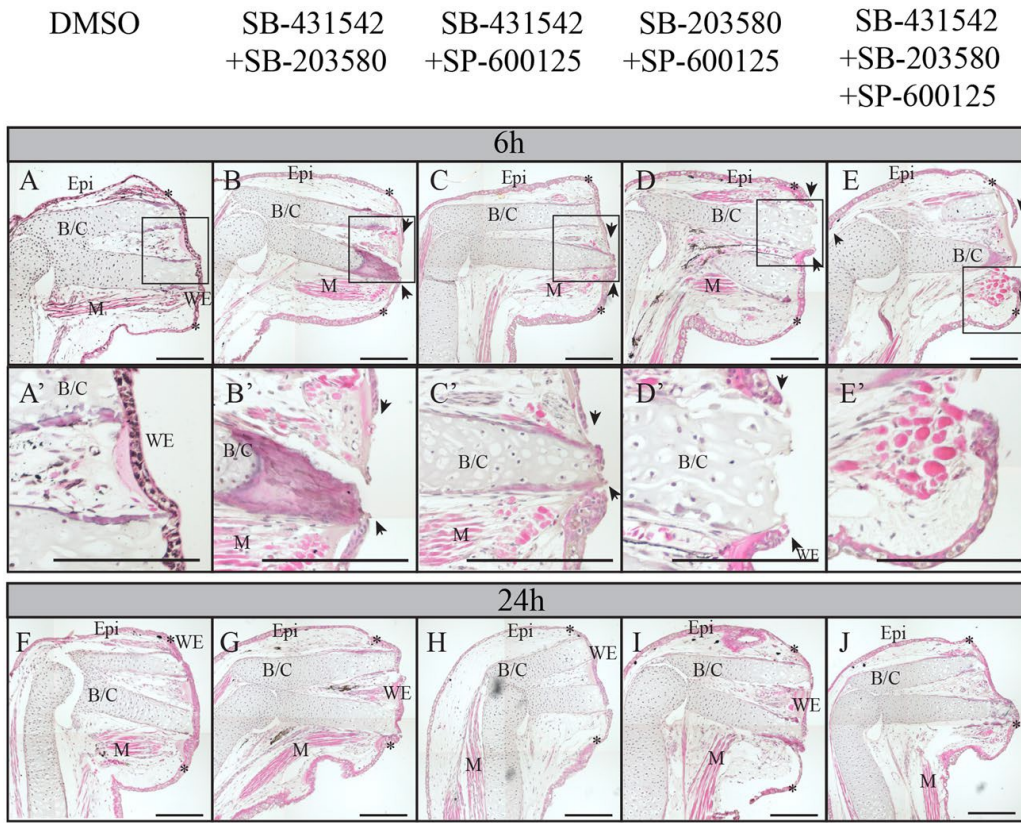 DMSO
SB-431542
+SB-203580
SB-431542
+SP-600125
SB-203580
+SP-600125
SB-431542
+SB-203580
+SP-600125
6h
A
Epi
*
B/C
M
WE
*
B
Epi
*
B/C
M
*
C
Epi
*
B/C
M
*
D
Epi
*
B/C
M
*
E
Epi
*
B/C
M
*
A'
B/C
WE
B'
B/C
M
C'
B/C
M
D'
B/C
WE
E'
24h
F
Epi
*
WE
B/C
M
*
G
Epi
*
B/C
WE
M
*
H
Epi
*
WE
B/C
*
M
I
Epi
*
B/C
WE
M
*
J
Epi
*
B/C
*
M